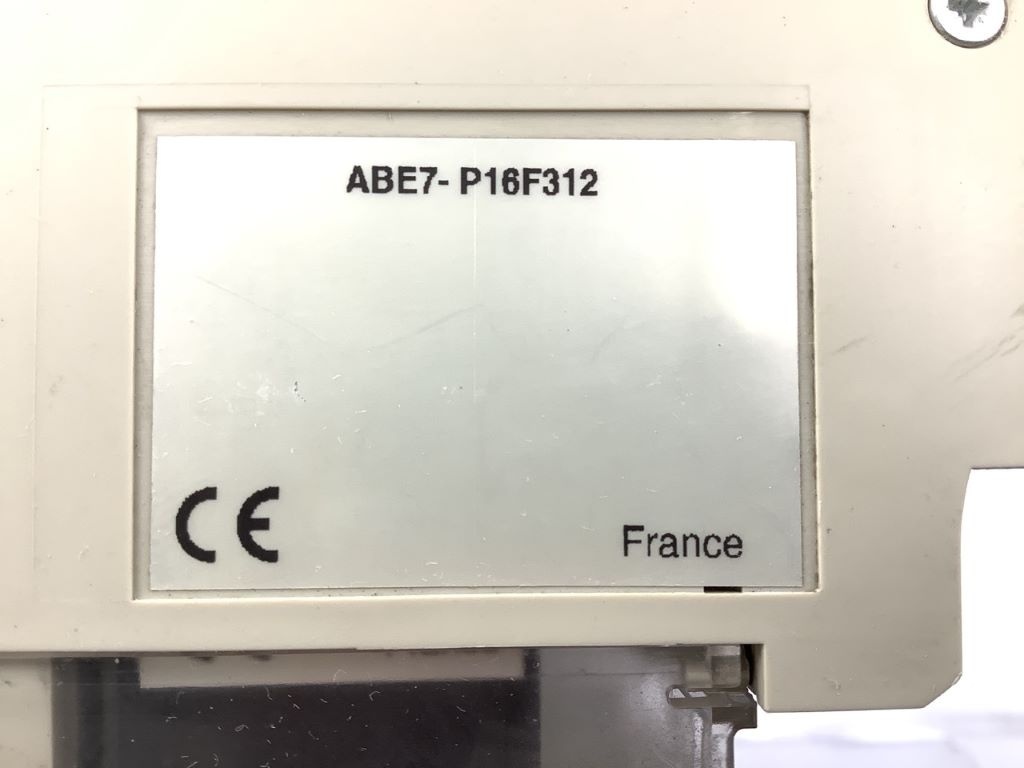 ABE7- P16F312
CE
France